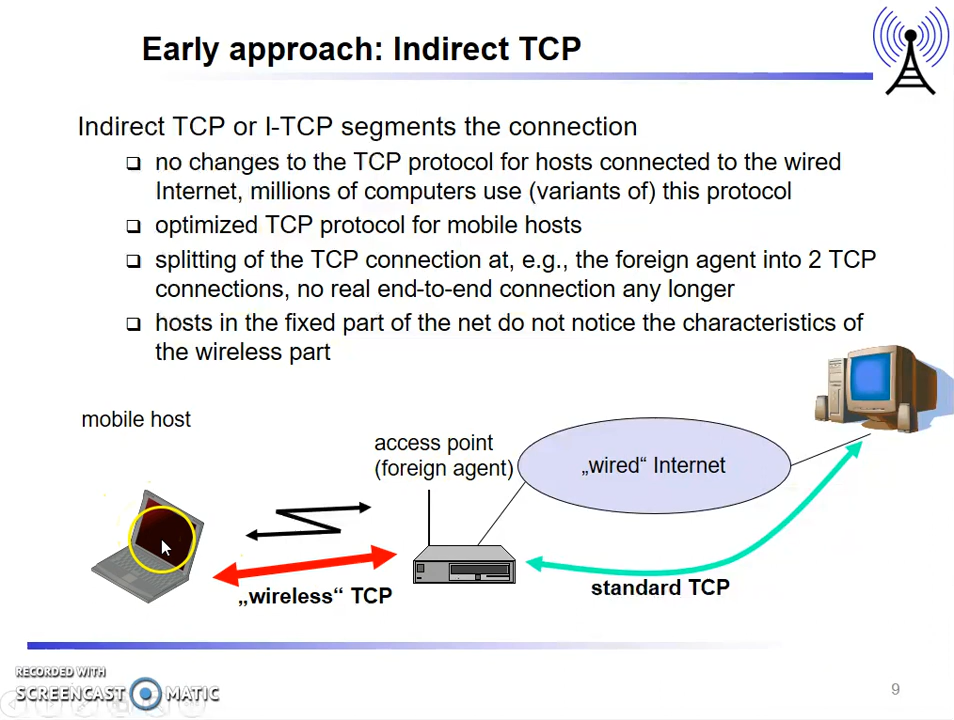 Early approach: Indirect TCP
Indirect TCP or I-TCP segments the connection
❑ no changes to the TCP protocol for hosts connected to the wired
Internet, millions of computers use (variants of) this protocol
❑ optimized TCP protocol for mobile hosts
❑ splitting of the TCP connection at, e.g., the foreign agent into 2 TCP
connections, no real end-to-end connection any longer
❑ hosts in the fixed part of the net do not notice the characteristics of
the wireless part
mobile host
access point
(foreign agent)
„wired“ Internet
„wireless“ TCP
standard TCP
RECORDED WITH
SCREENCAST MATIC
9